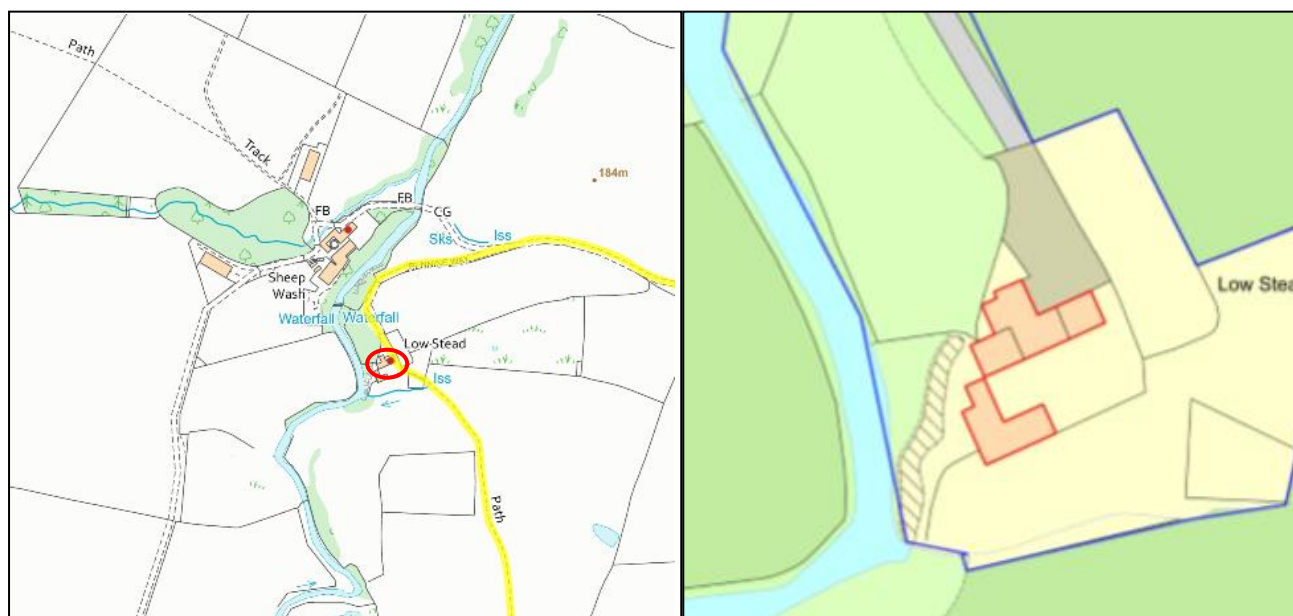 Path
Track
184m
FB
FB
CG
Sks
Iss
Sheep
Wash
Waterfall
Waterfall
Low Stead
Iss
Path
Low Stea